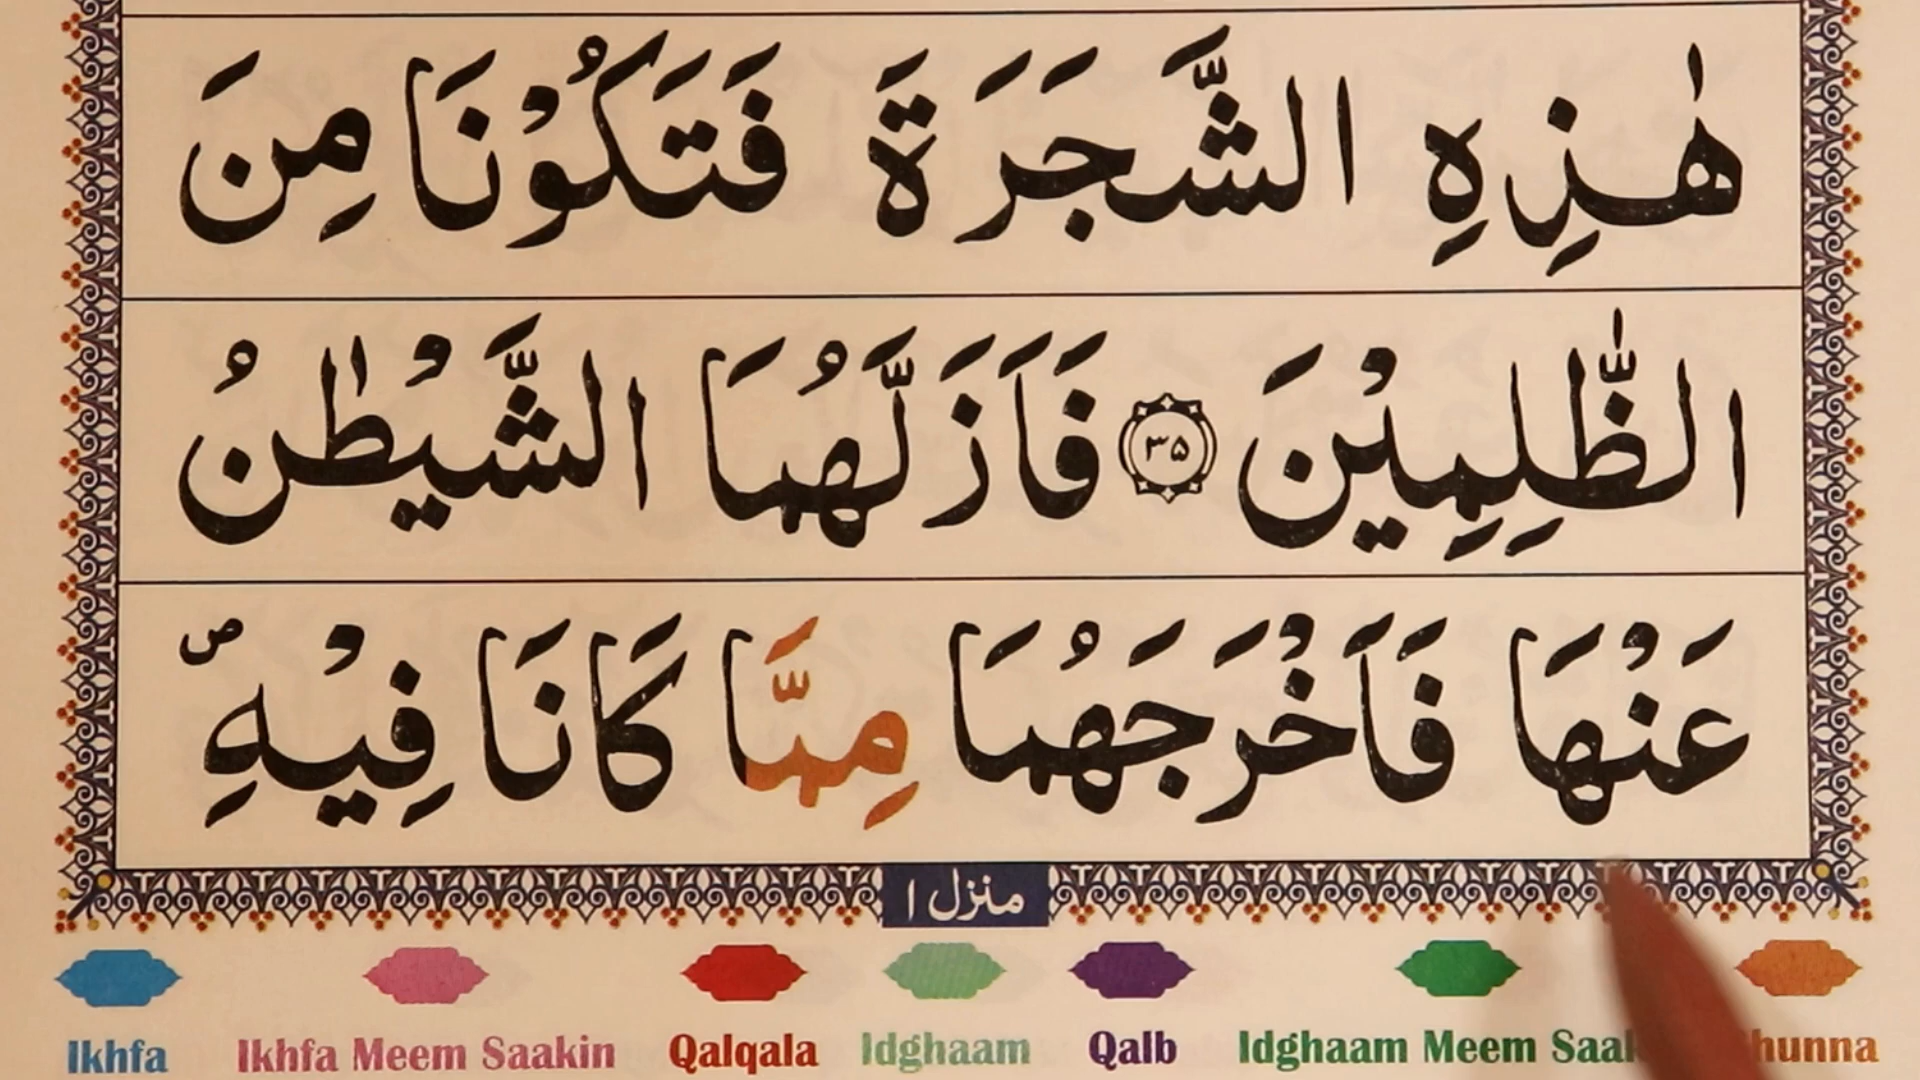 هٰذِهِ الشَّجَرَةَ فَتَكُوْنَا مِنَ
الظّٰلِمِيْنَ ۳۵ فَاَزَلَّهُمَا الشَّيْطٰنُ
عَنْهَا فَاَخْرَجَهُمَا مِمَّا كَانَا فِيْهِ ۖ
منزل ۱
Ikhfa Ikhfa Meem Saakin Qalqala Idghaam Qalb Idghaam Meem Saak hunna